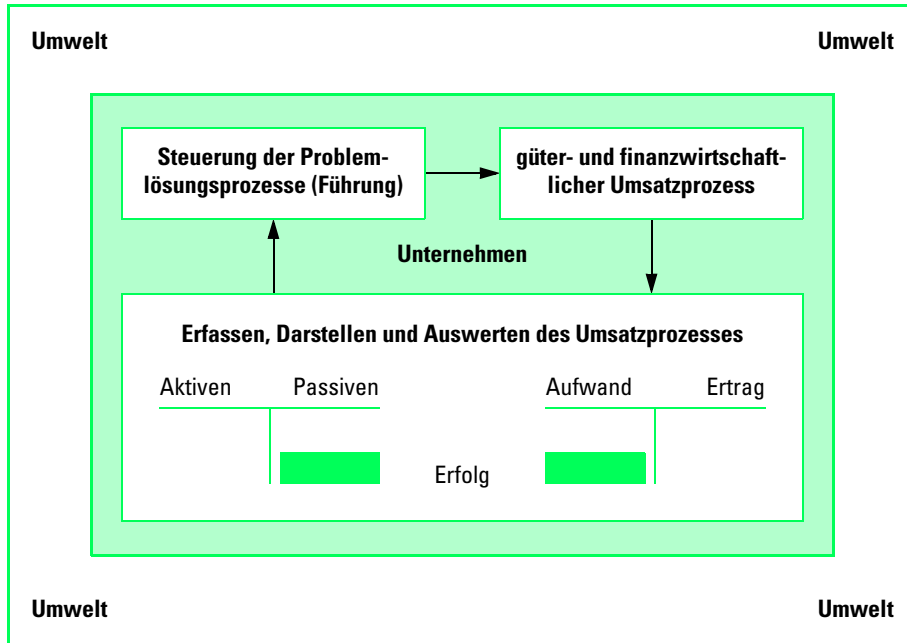 Umwelt Umwelt
Steuerung der Problem-
lösungsprozesse (Führung)
güter- und finanzwirtschaft-
licher Umsatzprozess
Unternehmen
Erfassen, Darstellen und Auswerten des Umsatzprozesses
Aktiven Passiven Aufwand Ertrag
Erfolg
Umwelt Umwelt